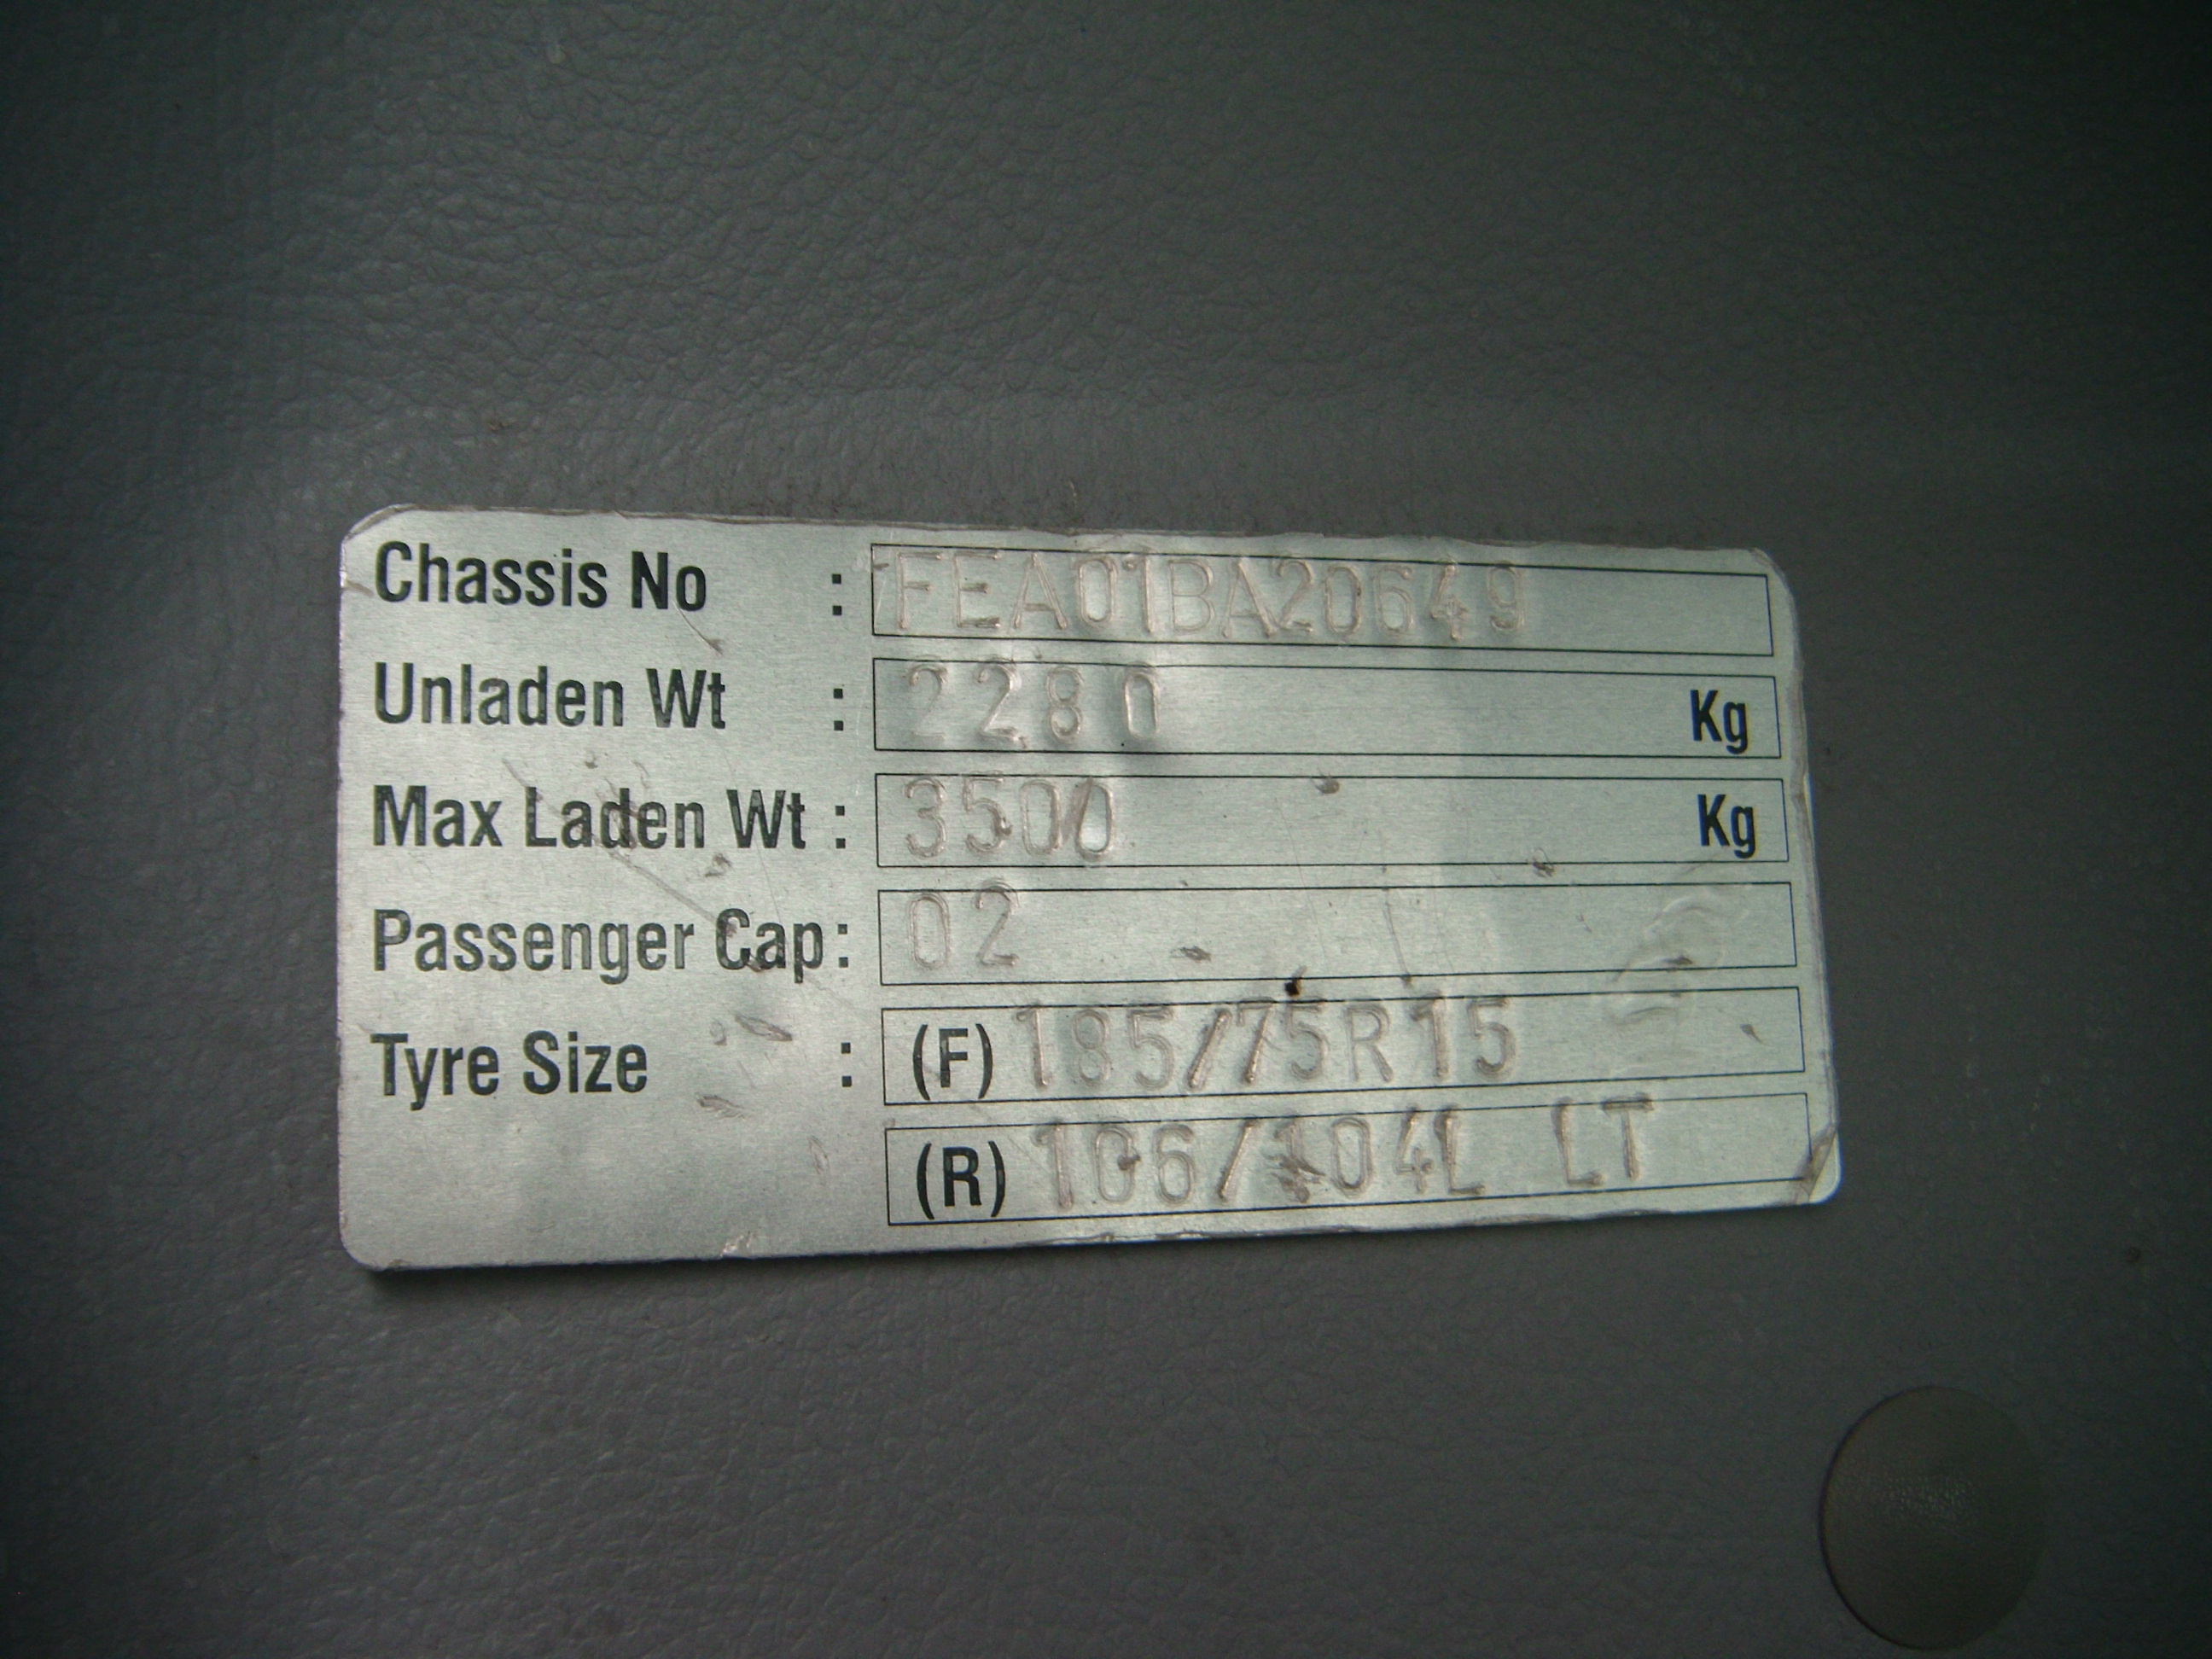 Chassis No : FEA01BA20649
Unladen Wt : 2280 Kg
Max Laden Wt : 3500 Kg
Passenger Cap : 02
Tyre Size : (F) 185/75R15
(R) 106/104L LT